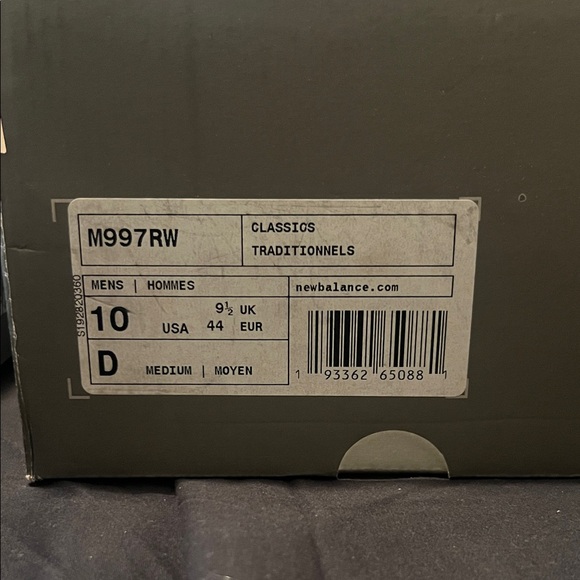 M997RW
CLASSICS
TRADITIONNELS
MENS | HOMMES
newbalance.com
10 USA 9½ UK
44 EUR
D MEDIUM | MOYEN
1 93362 65088 1
S192820360